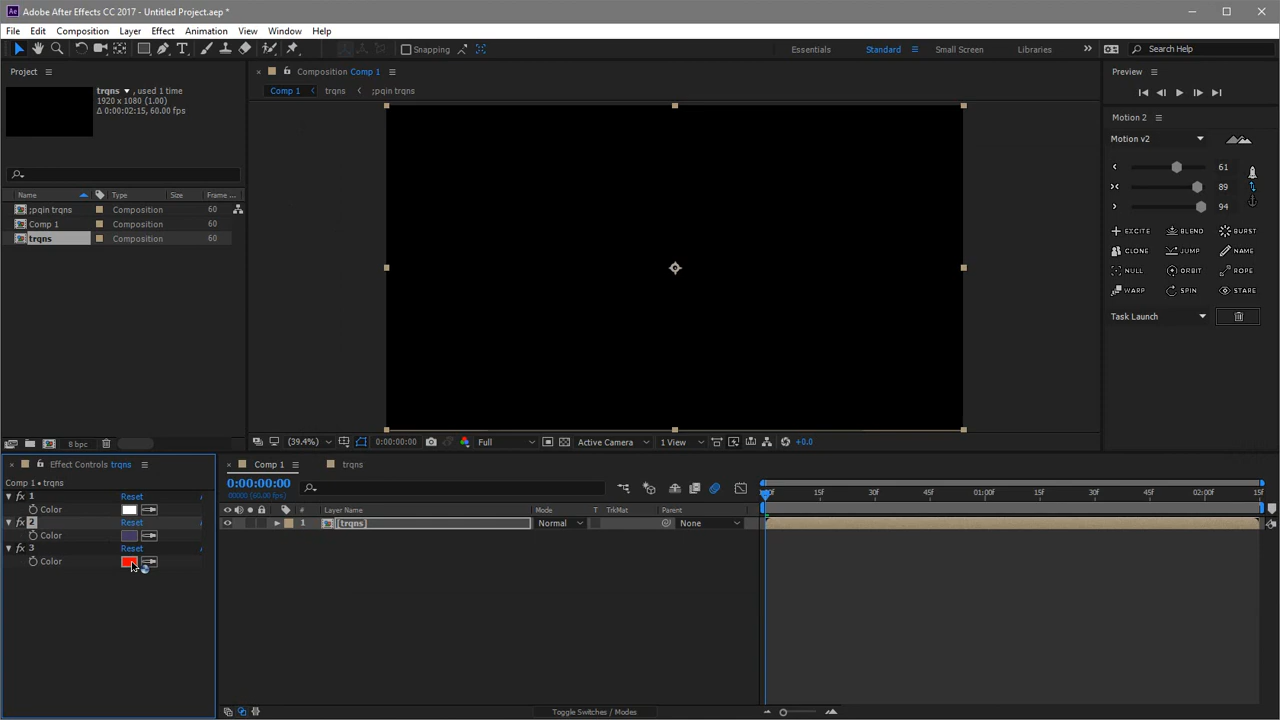 Ae Adobe After Effects CC 2017 - Untitled Project.aep *
File Edit Composition Layer Effect Animation View Window Help
Snapping Essentials Standard Small Screen Libraries Search Help
Project
Composition Comp 1
Preview
trqns , used 1 time
1920 x 1080 (1.00)
Δ 0:00:02:15, 60.00 fps
Comp 1 trqns ;pqin trqns
Motion 2
Motion v2
61
89
94
Name Type Size Frame ...
;pqin trqns Composition 60
Comp 1 Composition 60
trqns Composition 60
EXCITE BLEND BURST
CLONE JUMP NAME
NULL ORBIT ROPE
WARP SPIN STARE
Task Launch
8 bpc
(39.4%) 0:00:00:00 Full Active Camera 1 View +0.0
Effect Controls trqns
Comp 1 trqns
Comp 1 • trqns
0:00:00:00
00000 (60.00 fps)
fx 1 Reset
Color
fx 2 Reset
Color
fx 3 Reset
Color
# Layer Name Mode T TrkMat Parent
1 [trqns] Normal None
15f 30f 45f 01:00f 15f 30f 45f 02:00f 15f
Toggle Switches / Modes